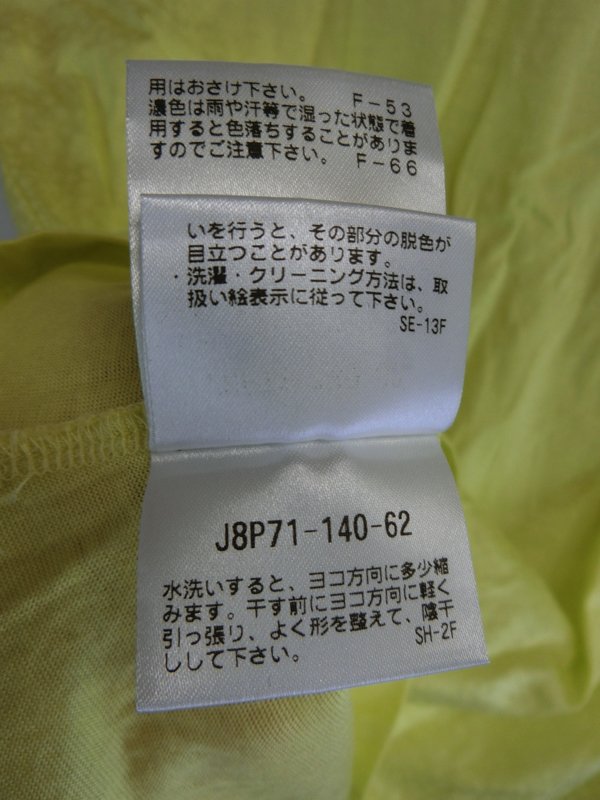 用はおさけ下さい。 F-53
濃色は雨や汗等で湿った状態で着
用すると色落ちすることがありま
すのでご注意下さい。 F-66
いを行うと、その部分の脱色が
目立つことがあります。
・洗濯・クリーニング方法は、取
扱い絵表示に従って下さい。
SE-13F
J8P71-140-62
水洗いすると、ヨコ方向に多少縮
みます。干す前にヨコ方向に軽く
引っ張り、よく形を整えて、陰干
ししして下さい。 SH-2F